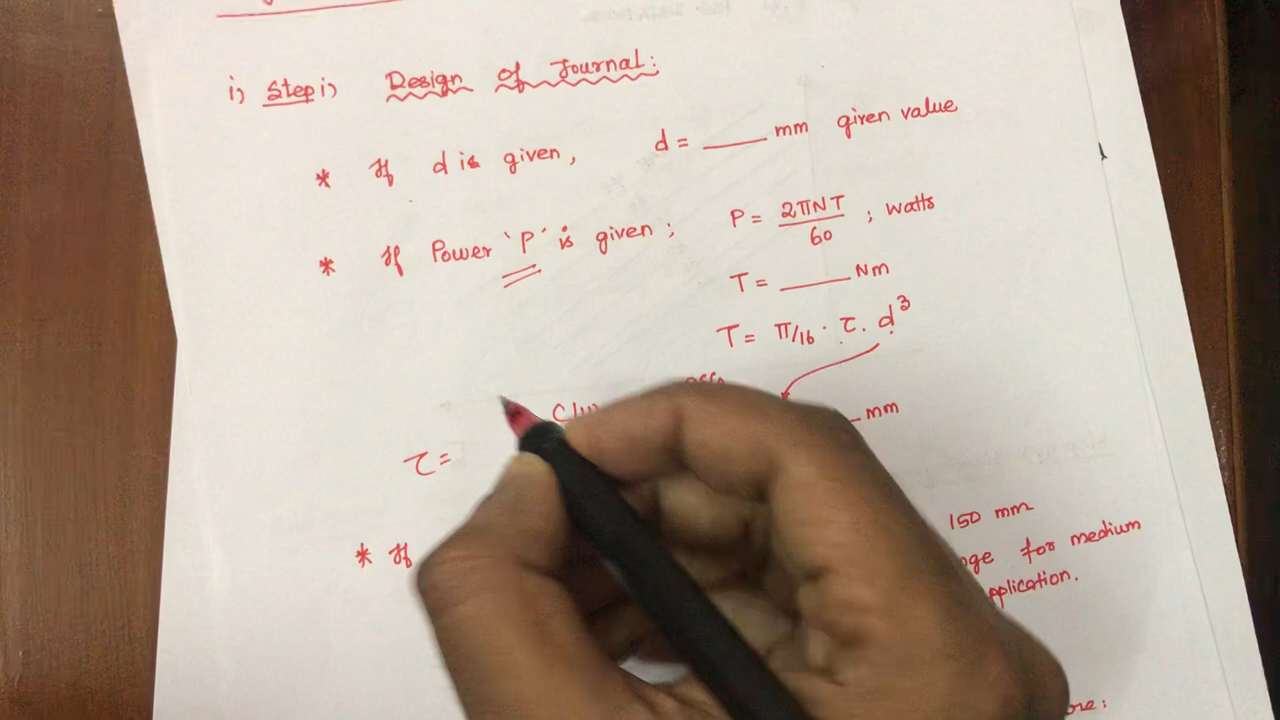 i) Step i) Design of Journal:
* If d is given, d = ____ mm given value
* If Power 'P' is given; P = 2πNT / 60 ; watts
T = ____ Nm
T = π/16 · τ. d³
mm
τ =
* If 150 mm
for medium